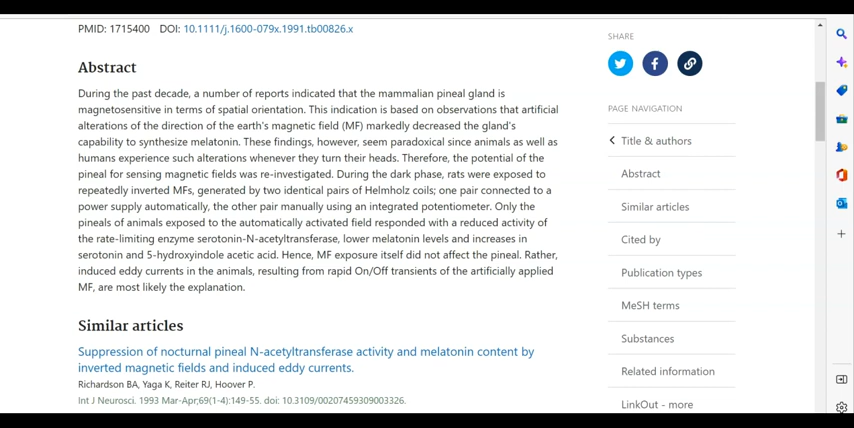 PMID: 1715400 DOI: 10.1111/j.1600-079x.1991.tb00826.x
Abstract
During the past decade, a number of reports indicated that the mammalian pineal gland is
magnetosensitive in terms of spatial orientation. This indication is based on observations that artificial
alterations of the direction of the earth's magnetic field (MF) markedly decreased the gland's
capability to synthesize melatonin. These findings, however, seem paradoxical since animals as well as
humans experience such alterations whenever they turn their heads. Therefore, the potential of the
pineal for sensing magnetic fields was re-investigated. During the dark phase, rats were exposed to
repeatedly inverted MFs, generated by two identical pairs of Helmholz coils; one pair connected to a
power supply automatically, the other pair manually using an integrated potentiometer. Only the
pineals of animals exposed to the automatically activated field responded with a reduced activity of
the rate-limiting enzyme serotonin-N-acetyltransferase, lower melatonin levels and increases in
serotonin and 5-hydroxyindole acetic acid. Hence, MF exposure itself did not affect the pineal. Rather,
induced eddy currents in the animals, resulting from rapid On/Off transients of the artificially applied
MF, are most likely the explanation.
Similar articles
Suppression of nocturnal pineal N-acetyltransferase activity and melatonin content by
inverted magnetic fields and induced eddy currents.
Richardson BA, Yaga K, Reiter RJ, Hoover P.
Int J Neurosci. 1993 Mar-Apr;69(1-4):149-55. doi: 10.3109/00207459309003326.
SHARE
PAGE NAVIGATION
Title & authors
Abstract
Similar articles
Cited by
Publication types
MeSH terms
Substances
Related information
LinkOut - more